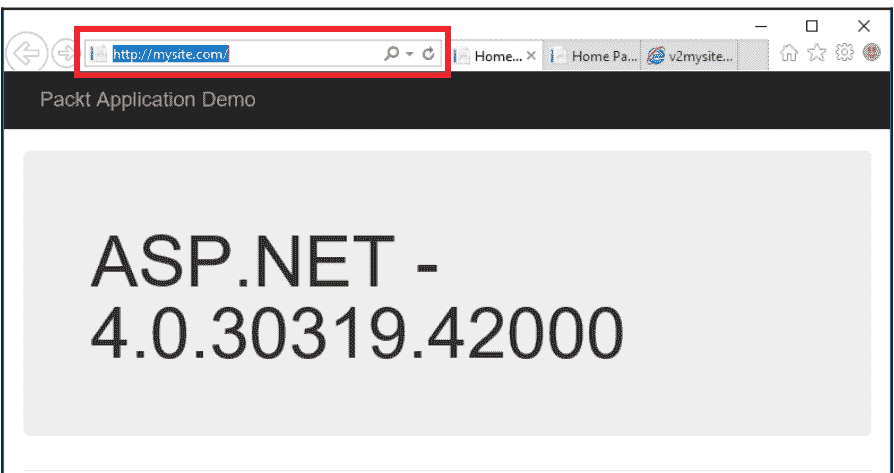 http://mysite.com/
Home...
Home Pa...
v2mysite...
Packt Application Demo
ASP.NET -
4.0.30319.42000